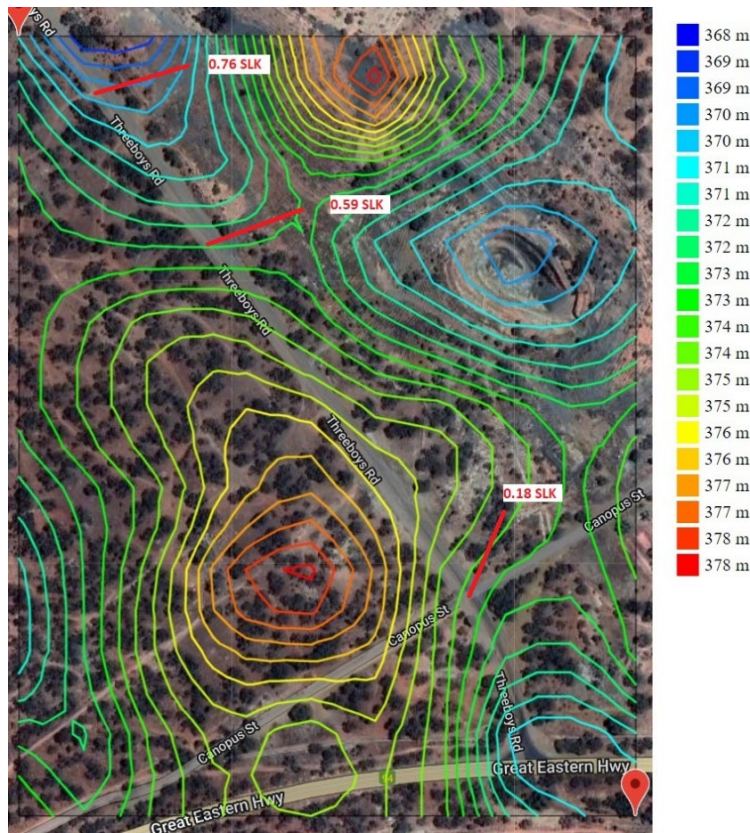 ys Rd
0.76 SLK
Threeboys Rd
0.59 SLK
Threeboys Rd
Threeboys Rd
0.18 SLK
Canopus St
Canopus St
Canopus St
Threeboys Rd
Great Eastern Hwy
94
Great Eastern Hwy
368 m
369 m
369 m
370 m
370 m
371 m
371 m
372 m
372 m
373 m
373 m
374 m
374 m
375 m
375 m
376 m
376 m
377 m
377 m
378 m
378 m